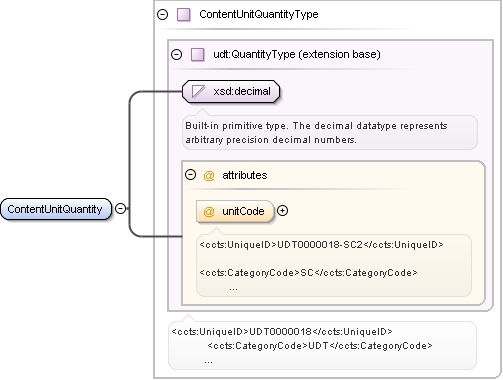 ContentUnitQuantityType
udt:QuantityType (extension base)
xsd:decimal
Built-in primitive type. The decimal datatype represents
arbitrary precision decimal numbers.
@ attributes
ContentUnitQuantity
@ unitCode
<ccts:UniqueID>UDT0000018-SC2</ccts:UniqueID>
<ccts:CategoryCode>SC</ccts:CategoryCode>
...
<ccts:UniqueID>UDT0000018</ccts:UniqueID>
<ccts:CategoryCode>UDT</ccts:CategoryCode>
...